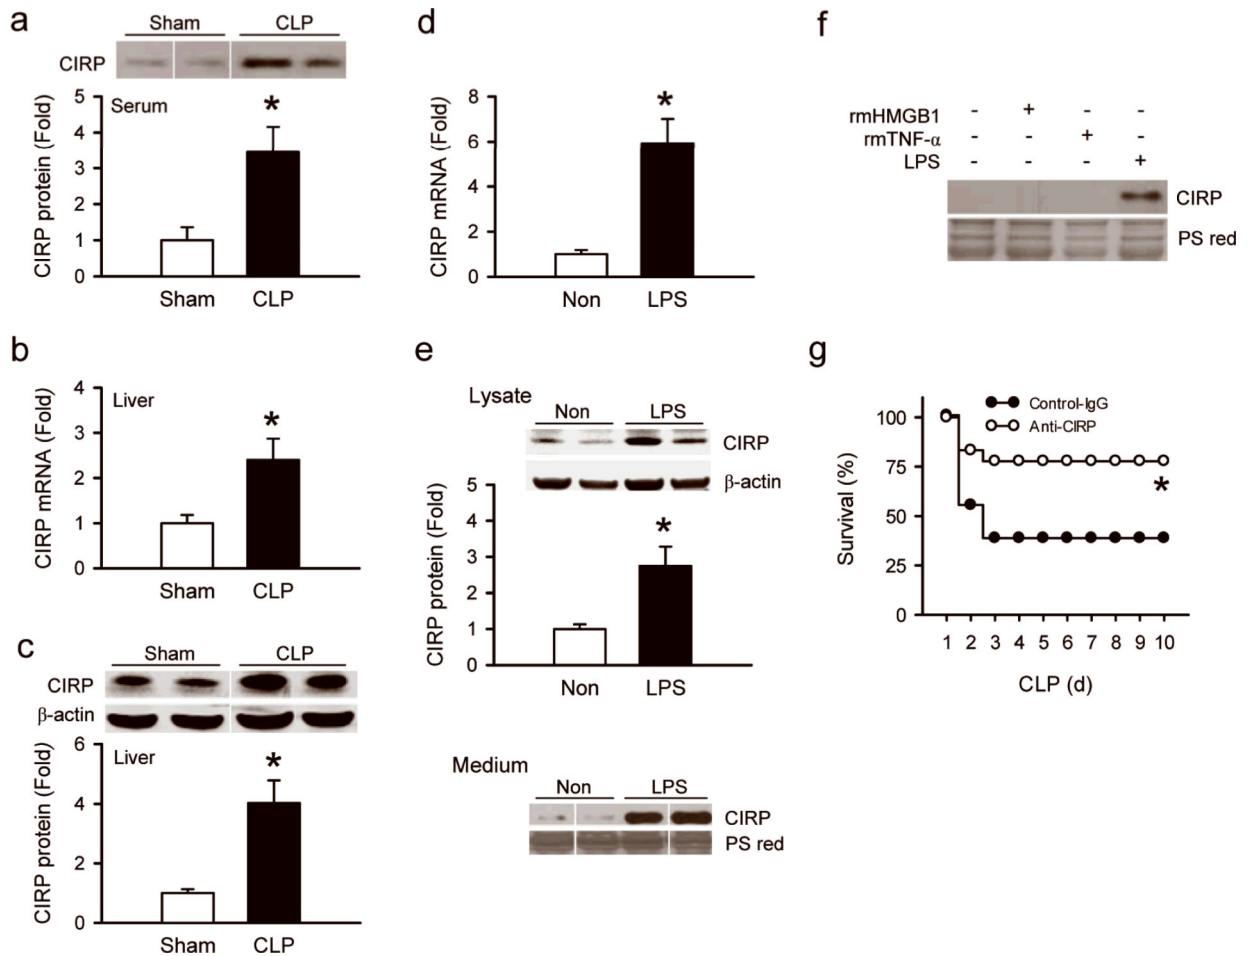 a
Sham CLP
CIRP
CIRP protein (Fold)
5
4
3
2
1
0
Serum
*
Sham CLP
b
CIRP mRNA (Fold)
4
3
2
1
0
Liver
*
Sham CLP
c
Sham CLP
CIRP
β-actin
CIRP protein (Fold)
6
4
2
0
Liver
*
Sham CLP
d
CIRP mRNA (Fold)
8
6
4
2
0
*
Non LPS
e
Lysate
Non LPS
CIRP
β-actin
CIRP protein (Fold)
5
4
3
2
1
0
*
Non LPS
Medium
Non LPS
CIRP
PS red
f
rmHMGB1 - + - -
rmTNF-α - - + -
LPS - - - +
CIRP
PS red
g
Control-IgG
Anti-CIRP
Survival (%)
100
75
50
25
0
*
1 2 3 4 5 6 7 8 9 10
CLP (d)